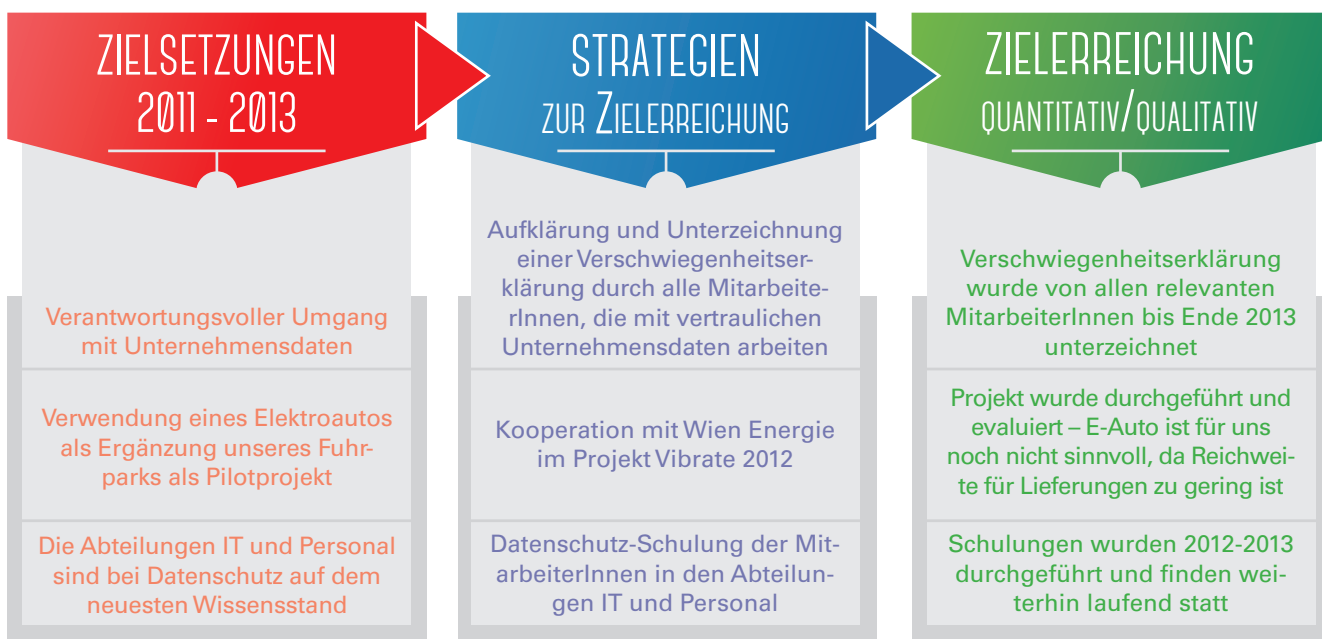 ZIELSETZUNGEN
2011 - 2013
STRATEGIEN
ZUR ZIELERREICHUNG
ZIELERREICHUNG
QUANTITATIV/QUALITATIV
Verantwortungsvoller Umgang
mit Unternehmensdaten
Aufklärung und Unterzeichnung
einer Verschwiegenheitser-
klärung durch alle Mitarbeite-
rInnen, die mit vertraulichen
Unternehmensdaten arbeiten
Verschwiegenheitserklärung
wurde von allen relevanten
MitarbeiterInnen bis Ende 2013
unterzeichnet
Verwendung eines Elektroautos
als Ergänzung unseres Fuhr-
parks als Pilotprojekt
Kooperation mit Wien Energie
im Projekt Vibrate 2012
Projekt wurde durchgeführt und
evaluiert – E-Auto ist für uns
noch nicht sinnvoll, da Reichwei-
te für Lieferungen zu gering ist
Die Abteilungen IT und Personal
sind bei Datenschutz auf dem
neuesten Wissensstand
Datenschutz-Schulung der Mit-
arbeiterInnen in den Abteilun-
gen IT und Personal
Schulungen wurden 2012-2013
durchgeführt und finden wei-
terhin laufend statt